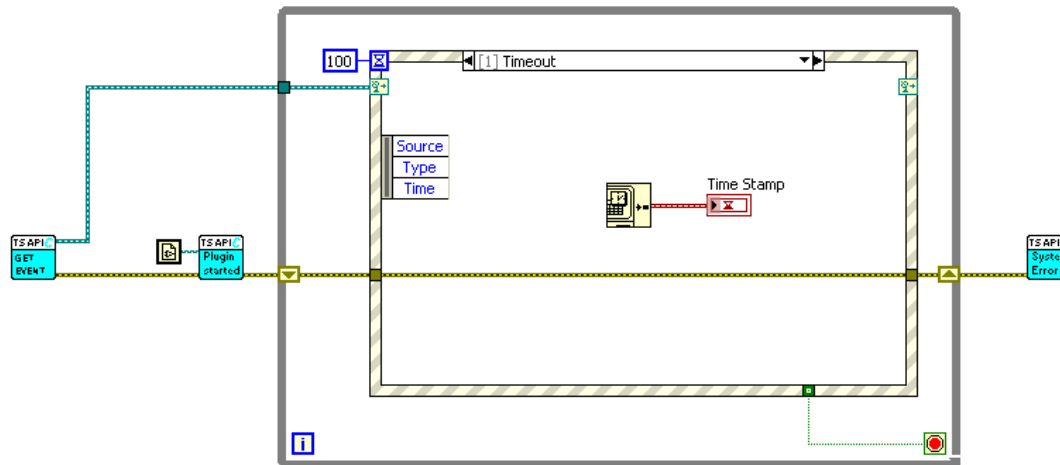 100
[1] Timeout
Source
Type
Time
Time Stamp
TS API C
GET
EVENT
TS API C
Plugin
started
TS API
Syste
Error
i